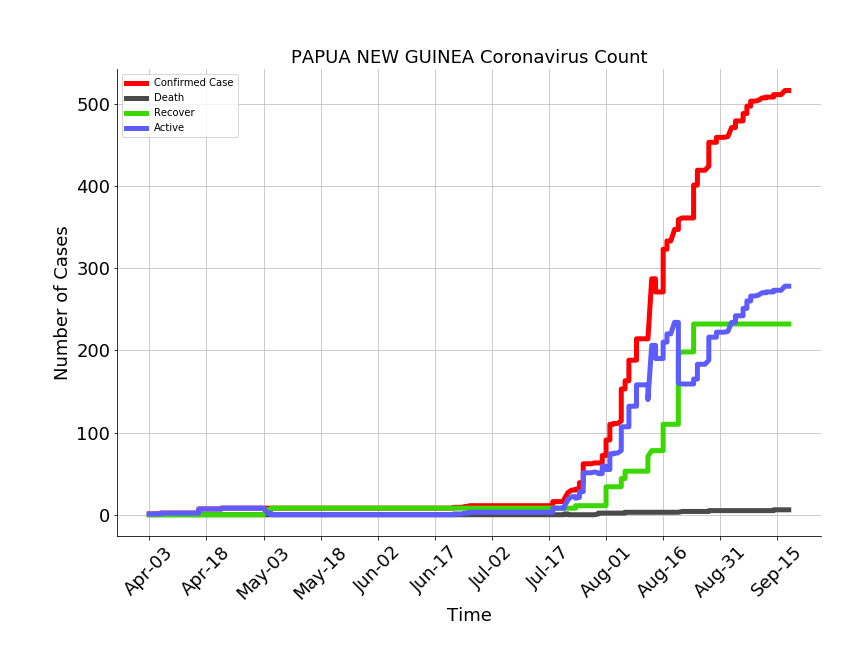 PAPUA NEW GUINEA Coronavirus Count
Confirmed Case
Death
Recover
Active
500
400
300
200
100
0
Number of Cases
Apr-03
Apr-18
May-03
May-18
Jun-02
Jun-17
Jul-02
Jul-17
Aug-01
Aug-16
Aug-31
Sep-15
Time